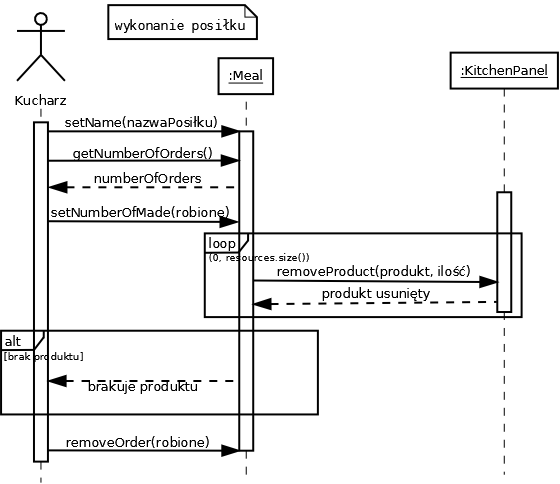 wykonanie posiłku
:Meal
:KitchenPanel
Kucharz
setName(nazwaPosiłku)
getNumberOfOrders()
numberOfOrders
setNumberOfMade(robione)
loop
(0, resources.size())
removeProduct(produkt, ilość)
produkt usunięty
alt
[brak produktu]
brakuje produktu
removeOrder(robione)